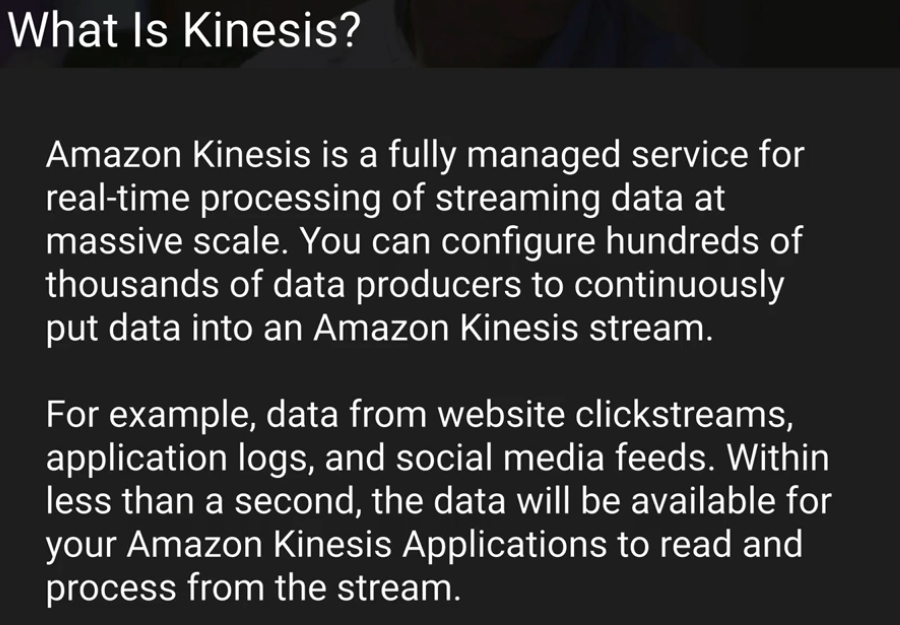 What Is Kinesis?
Amazon Kinesis is a fully managed service for
real-time processing of streaming data at
massive scale. You can configure hundreds of
thousands of data producers to continuously
put data into an Amazon Kinesis stream.
For example, data from website clickstreams,
application logs, and social media feeds. Within
less than a second, the data will be available for
your Amazon Kinesis Applications to read and
process from the stream.